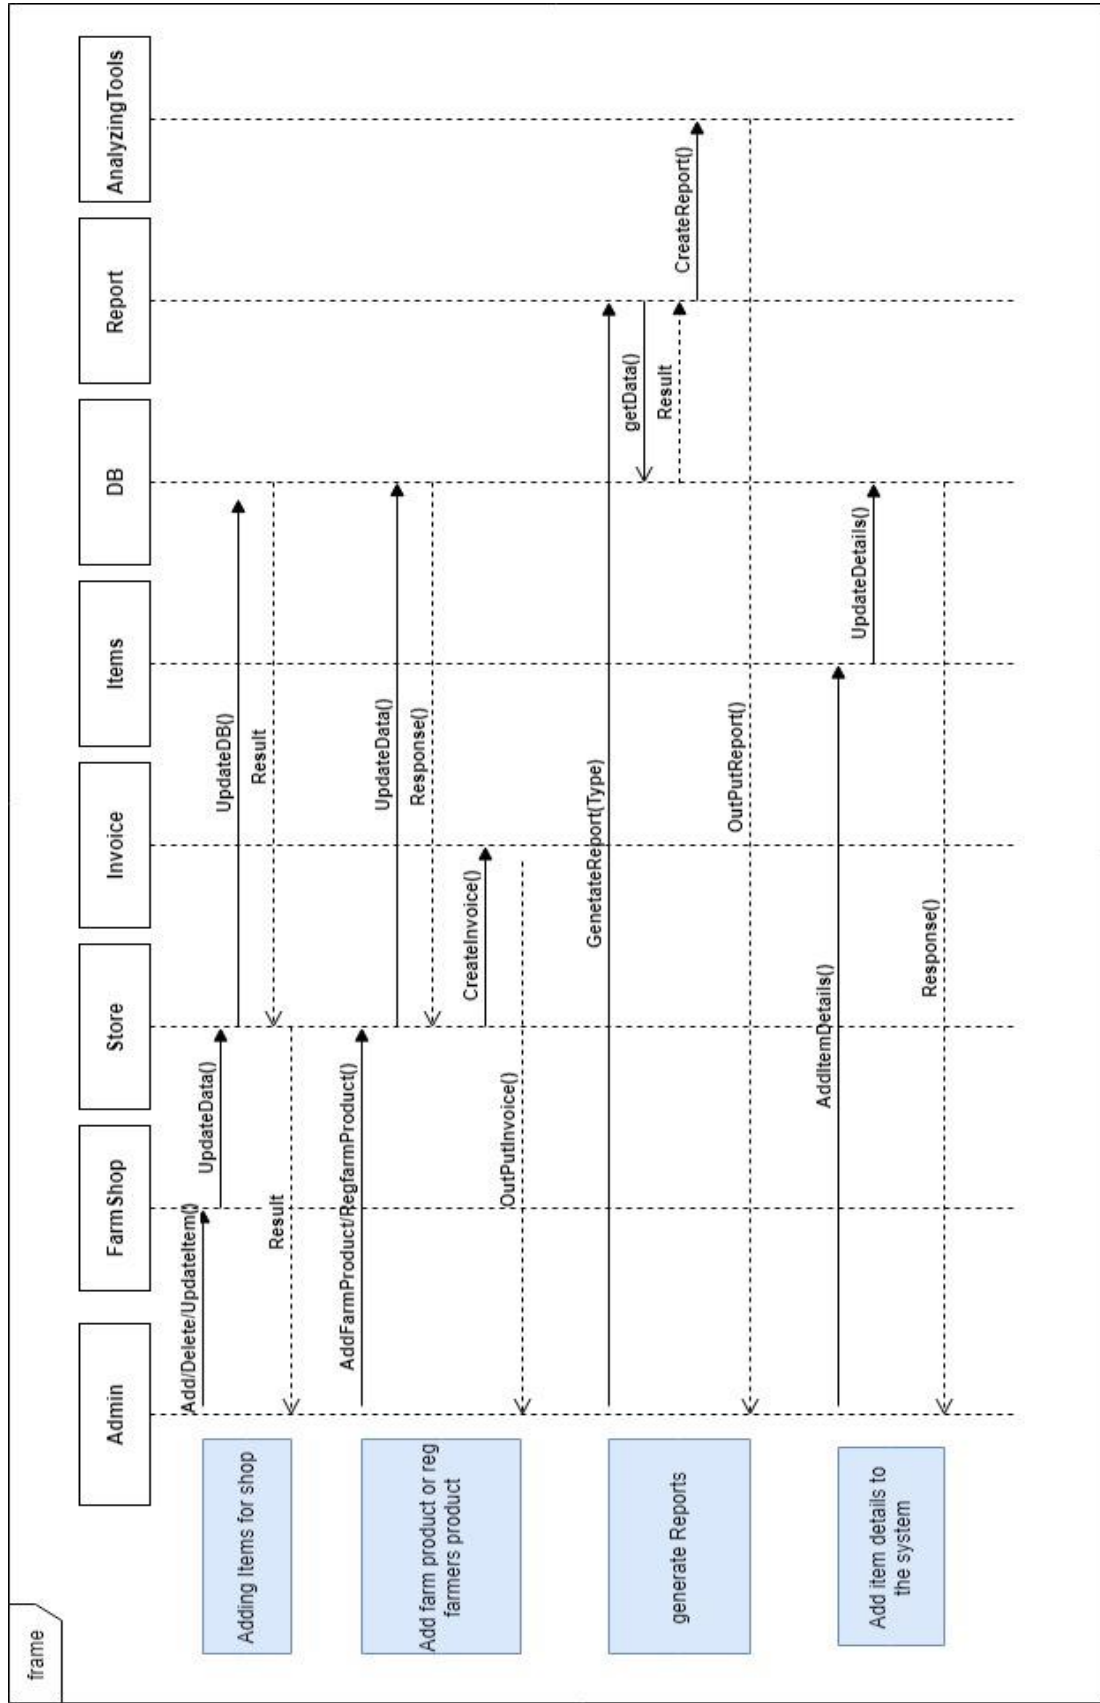 frame
Admin
FarmShop
Store
Invoice
Items
DB
Report
AnalyzingTools
Adding Items for shop
Add/Delete/UpdateItem()
UpdateData()
UpdateDB()
Result
Result
Add farm product or reg
farmers product
AddFarmProduct/RegfarmProduct()
UpdateData()
Response()
CreateInvoice()
OutPutInvoice()
generate Reports
GenetateReport(Type)
getData()
Result
CreateReport()
OutPutReport()
Add item details to
the system
AddItemDetails()
UpdateDetails()
Response()